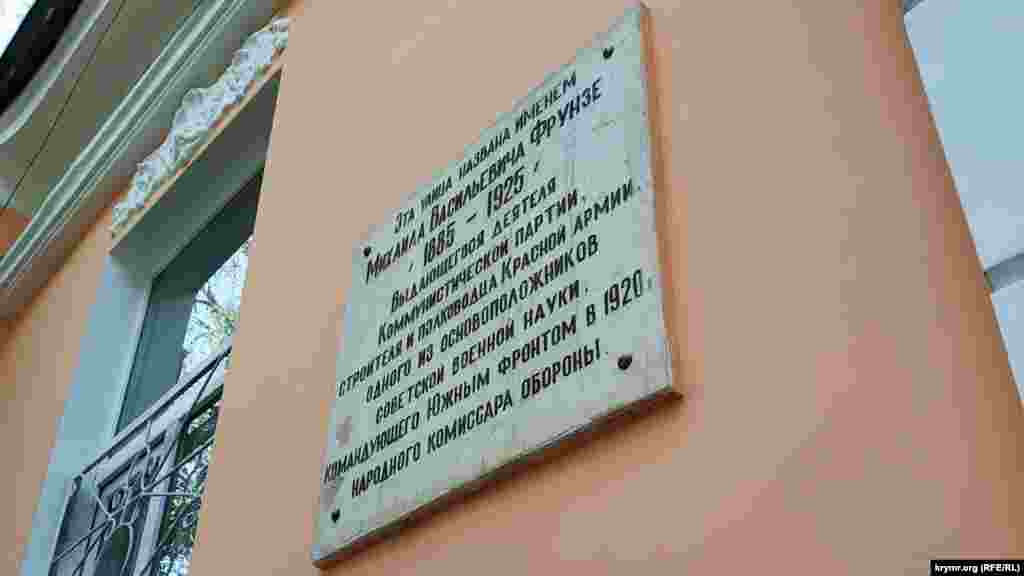 Эта улица названа именем
Михаила Васильевича Фрунзе
/ 1885 – 1925 /
Выдающегося деятеля
Коммунистической партии,
строителя и полководца Красной Армии
одного из основоположников
советской военной науки,
командующего Южным фронтом в 1920,
народного комиссара обороны.
krymr.org (RFE/RL)